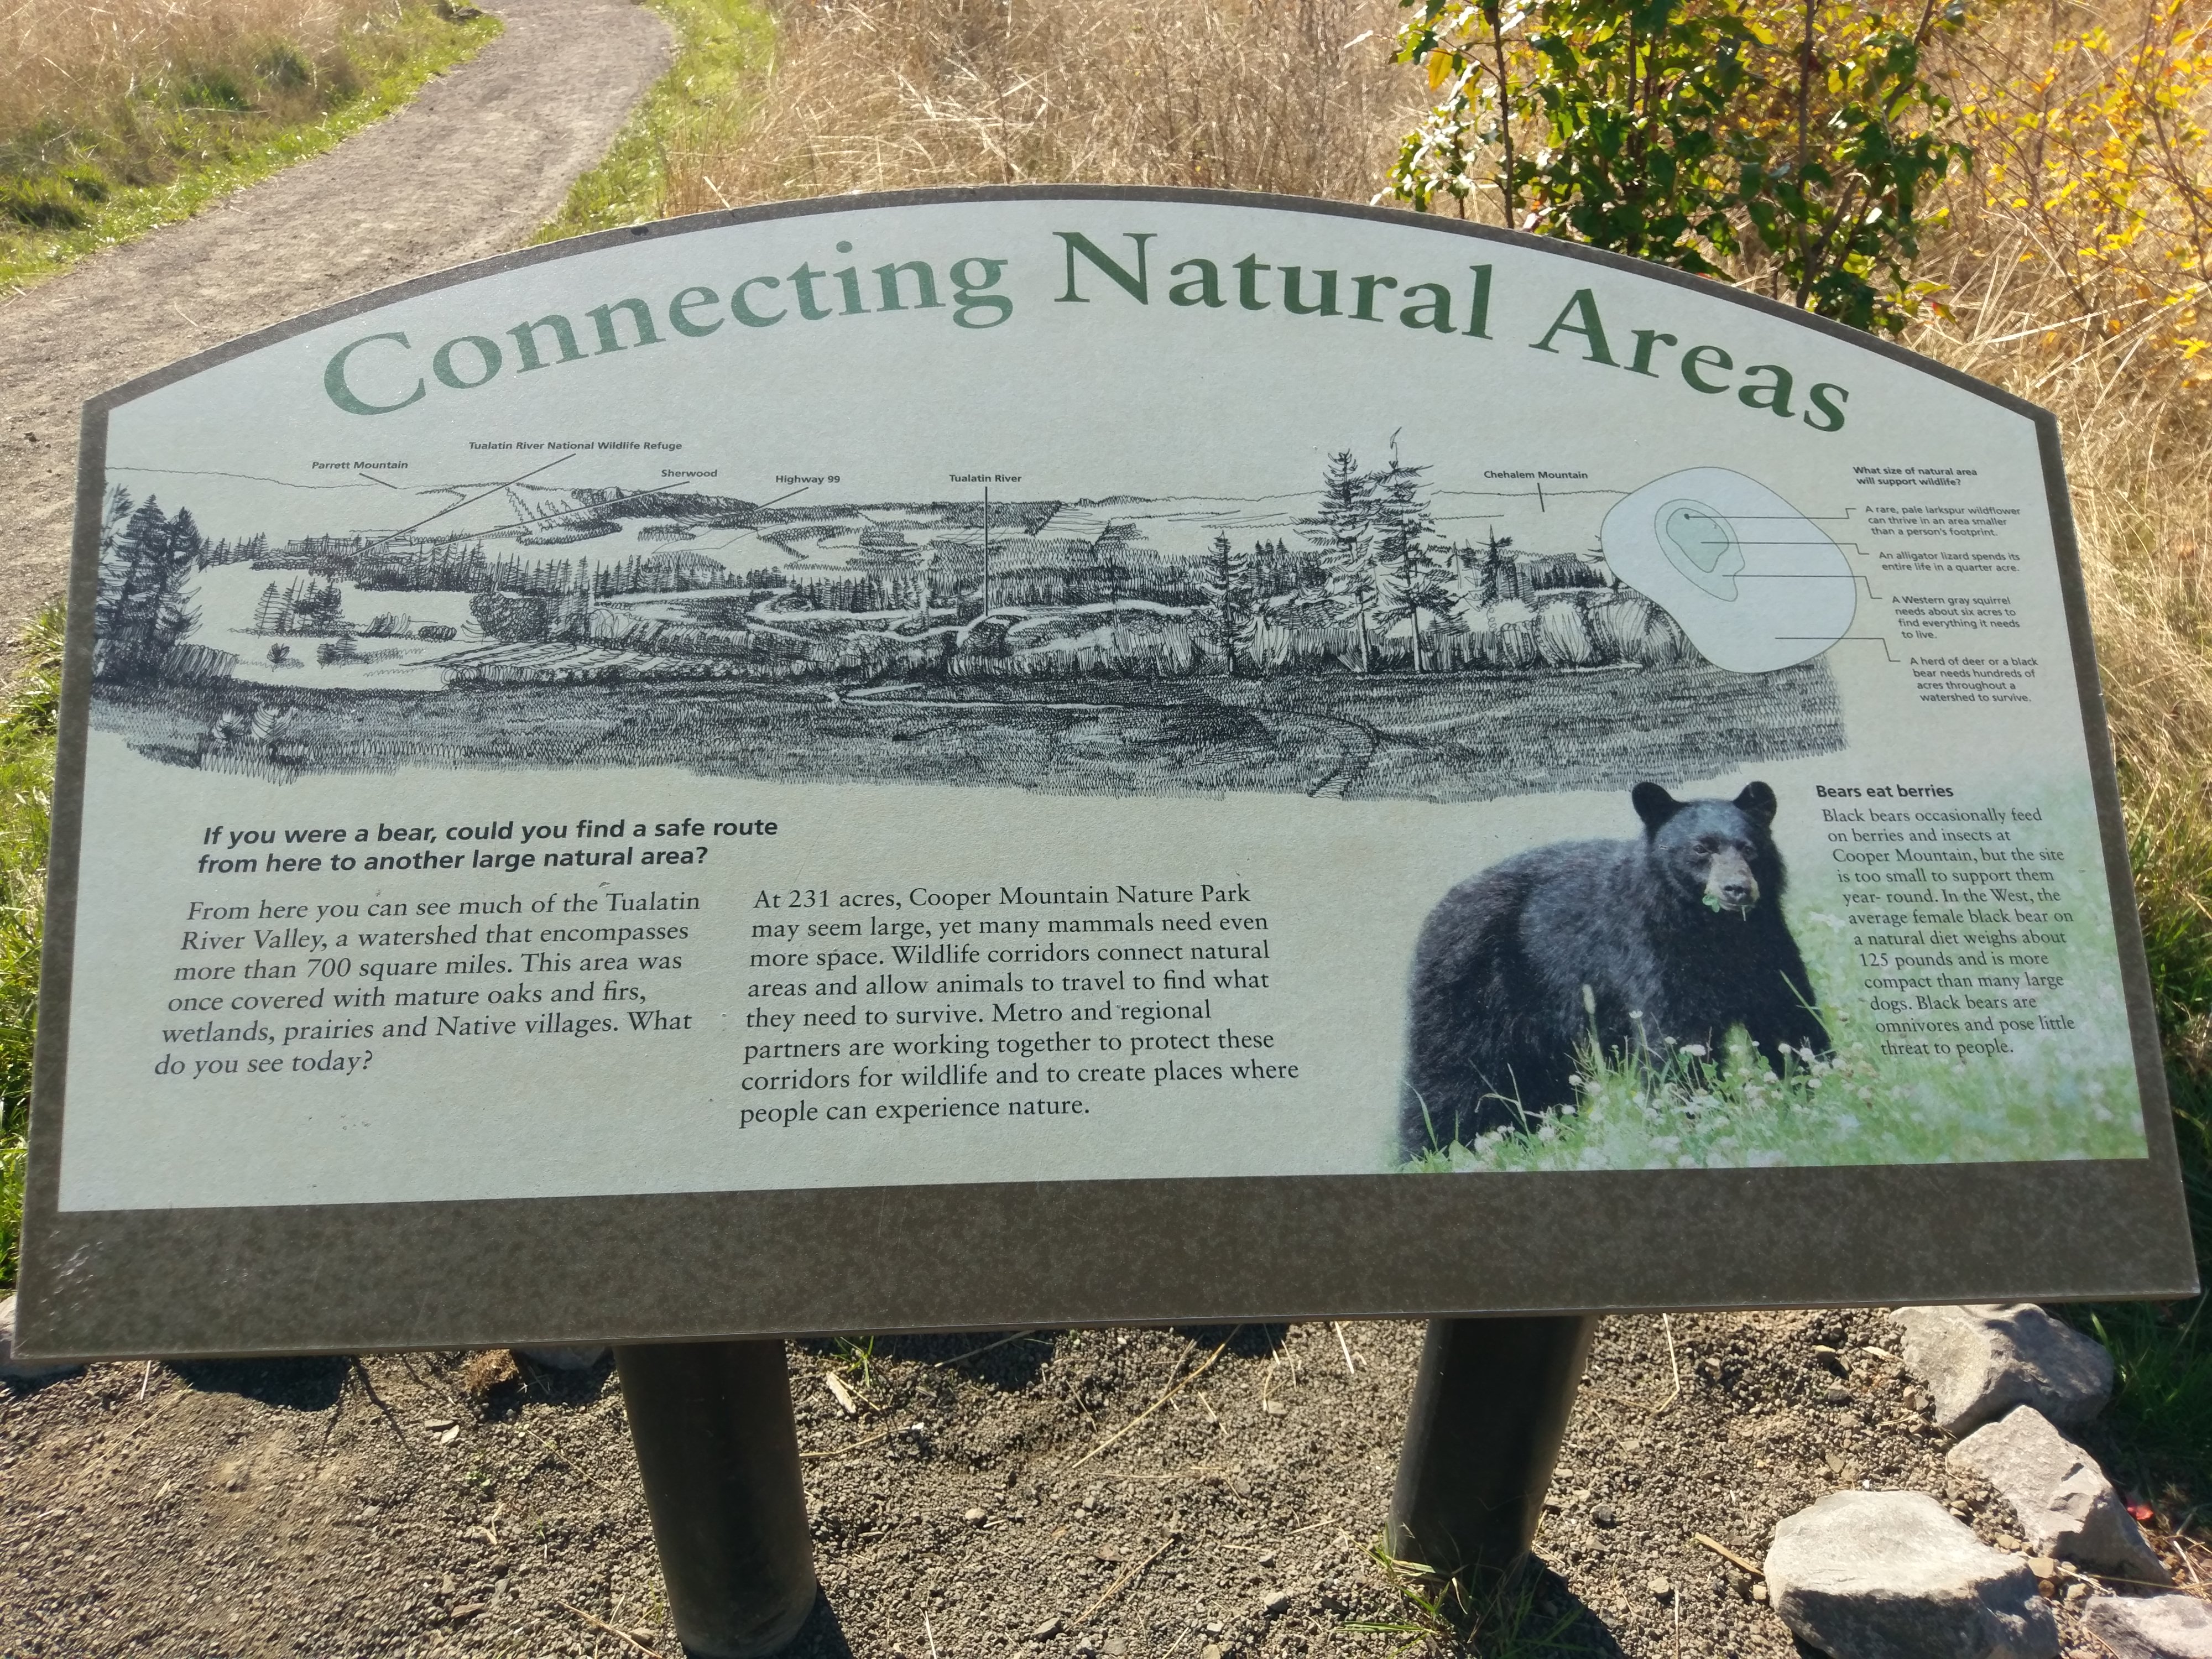 Connecting Natural Areas
Tualatin River National Wildlife Refuge
Parrett Mountain
Sherwood
Highway 99
Tualatin River
Chehalem Mountain
What size of natural area
will support wildlife?
A rare, pale larkspur wildflower
can thrive in an area smaller
than a person's footprint.
An alligator lizard spends its
entire life in a quarter acre.
A Western gray squirrel
needs about six acres to
find everything it needs
to live.
A herd of deer or a black
bear needs hundreds of
acres throughout a
watershed to survive.
If you were a bear, could you find a safe route
from here to another large natural area?
From here you can see much of the Tualatin
River Valley, a watershed that encompasses
more than 700 square miles. This area was
once covered with mature oaks and firs,
wetlands, prairies and Native villages. What
do you see today?
At 231 acres, Cooper Mountain Nature Park
may seem large, yet many mammals need even
more space. Wildlife corridors connect natural
areas and allow animals to travel to find what
they need to survive. Metro and regional
partners are working together to protect these
corridors for wildlife and to create places where
people can experience nature.
Bears eat berries
Black bears occasionally feed
on berries and insects at
Cooper Mountain, but the site
is too small to support them
year- round. In the West, the
average female black bear on
a natural diet weighs about
125 pounds and is more
compact than many large
dogs. Black bears are
omnivores and pose little
threat to people.